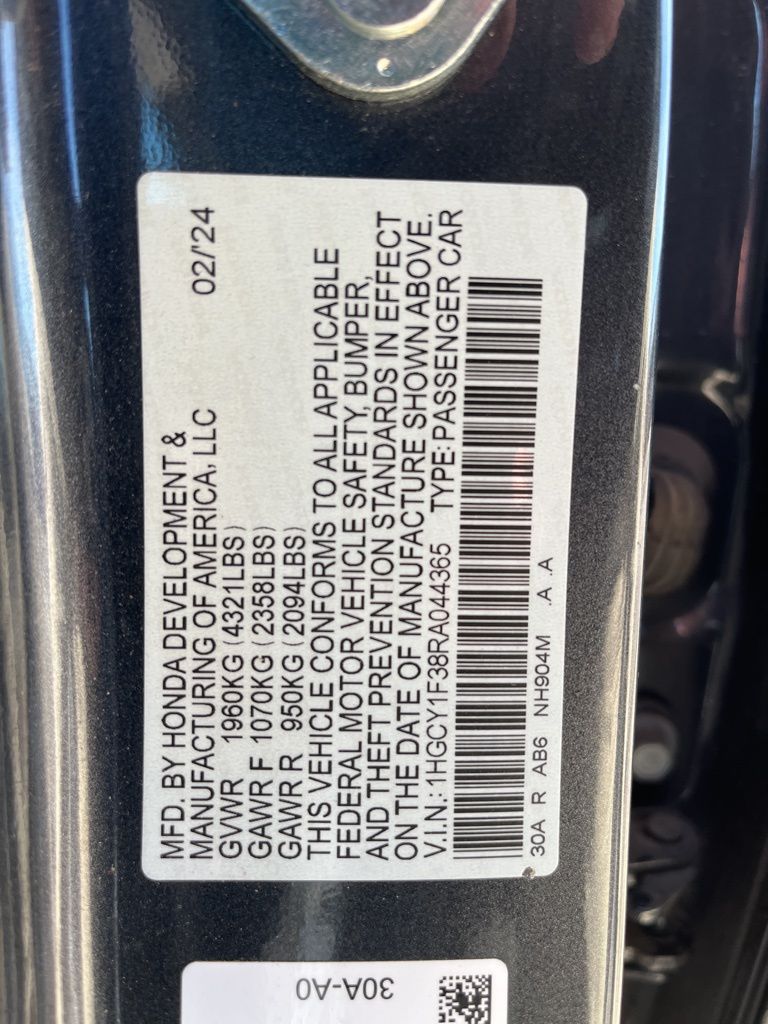 MFD. BY HONDA DEVELOPMENT &
MANUFACTURING OF AMERICA, LLC 02/'24
GVWR 1960KG (4321LBS)
GAWR F 1070KG (2358LBS)
GAWR R 950KG (2094LBS)
THIS VEHICLE CONFORMS TO ALL APPLICABLE
FEDERAL MOTOR VEHICLE SAFETY, BUMPER,
AND THEFT PREVENTION STANDARDS IN EFFECT
ON THE DATE OF MANUFACTURE SHOWN ABOVE.
V.I.N.: 1HGCY1F38RA044365 TYPE: PASSENGER CAR
30A R AB6 NH904M .A .A
30A-A0